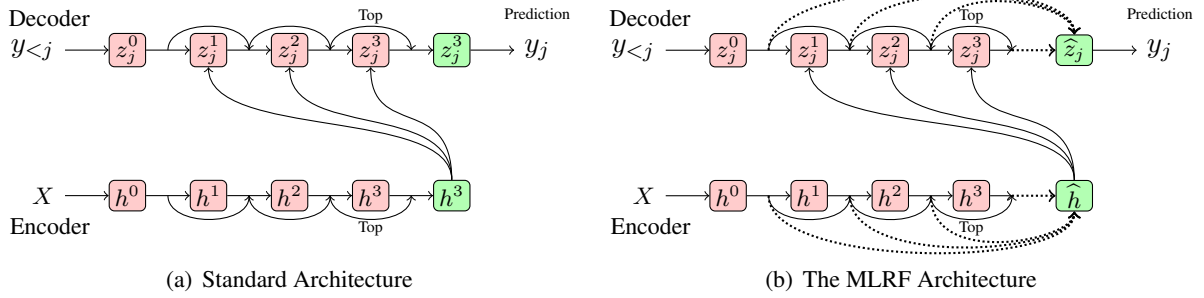 Decoder Top Prediction
y<j z_j^0 z_j^1 z_j^2 z_j^3 z_j^3 y_j
X h^0 h^1 h^2 h^3 h^3
Encoder Top
(a) Standard Architecture
Decoder Top Prediction
y<j z_j^0 z_j^1 z_j^2 z_j^3 ẑ_j y_j
X h^0 h^1 h^2 h^3 ĥ
Encoder Top
(b) The MLRF Architecture